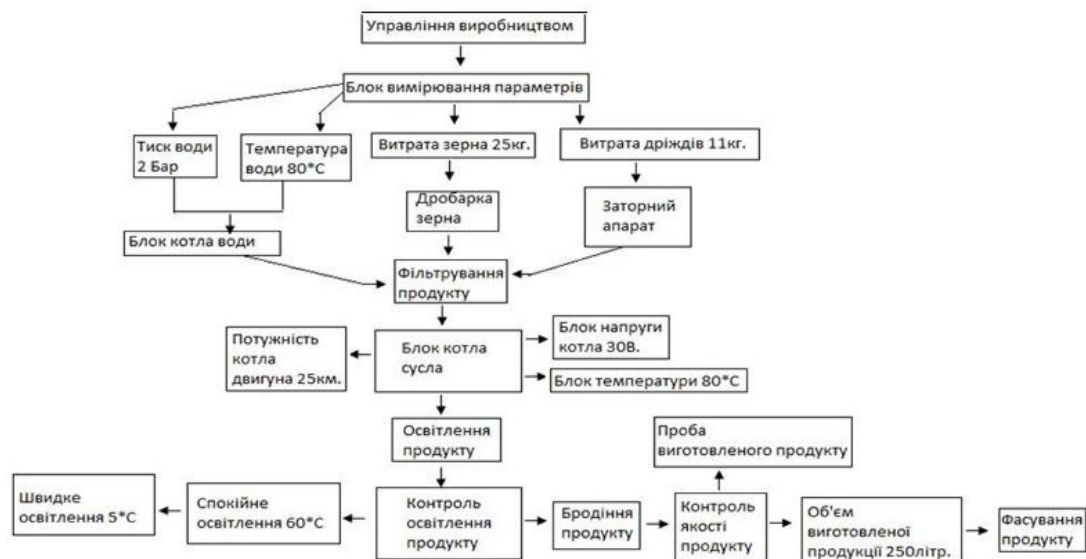 Управління виробництвом
Блок вимірювання параметрів
Тиск води
2 Бар
Температура
води 80*С
Витрата зерна 25кг.
Витрата дріждів 11кг.
Дробарка
зерна
Заторний
апарат
Блок котла води
Фільтрування
продукту
Потужність
котла
двигуна 25км.
Блок котла
сусла
Блок напруги
котла 30В.
Блок температури 80*С
Освітлення
продукту
Проба
виготовленого продукту
Швидке
освітлення 5*С
Спокійне
освітлення 60*С
Контроль
освітлення
продукту
Бродіння
продукту
Контроль
якості
продукту
Об'єм
виготовленої
продукції 250літр.
Фасування
продукту